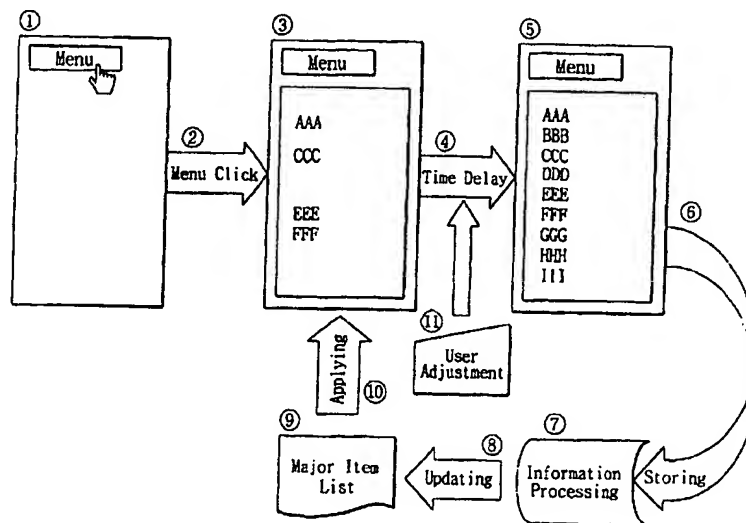 ①
Menu
② 
Menu Click
③
Menu
AAA
CCC
EEE
FFF
④
Time Delay
⑤
Menu
AAA
BBB
CCC
DDD
EEE
FFF
GGG
HHH
III
⑥
⑪
User
Adjustment
Applying
⑩
⑨
Major Item
List
⑧
Updating
⑦
Information
Processing
Storing